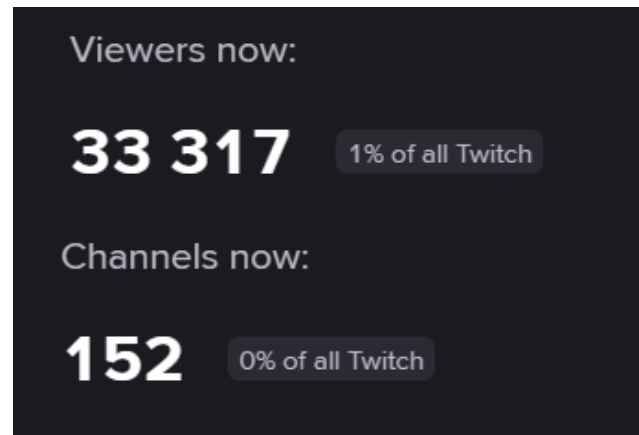 Viewers now:
33 317 1% of all Twitch
Channels now:
152 0% of all Twitch